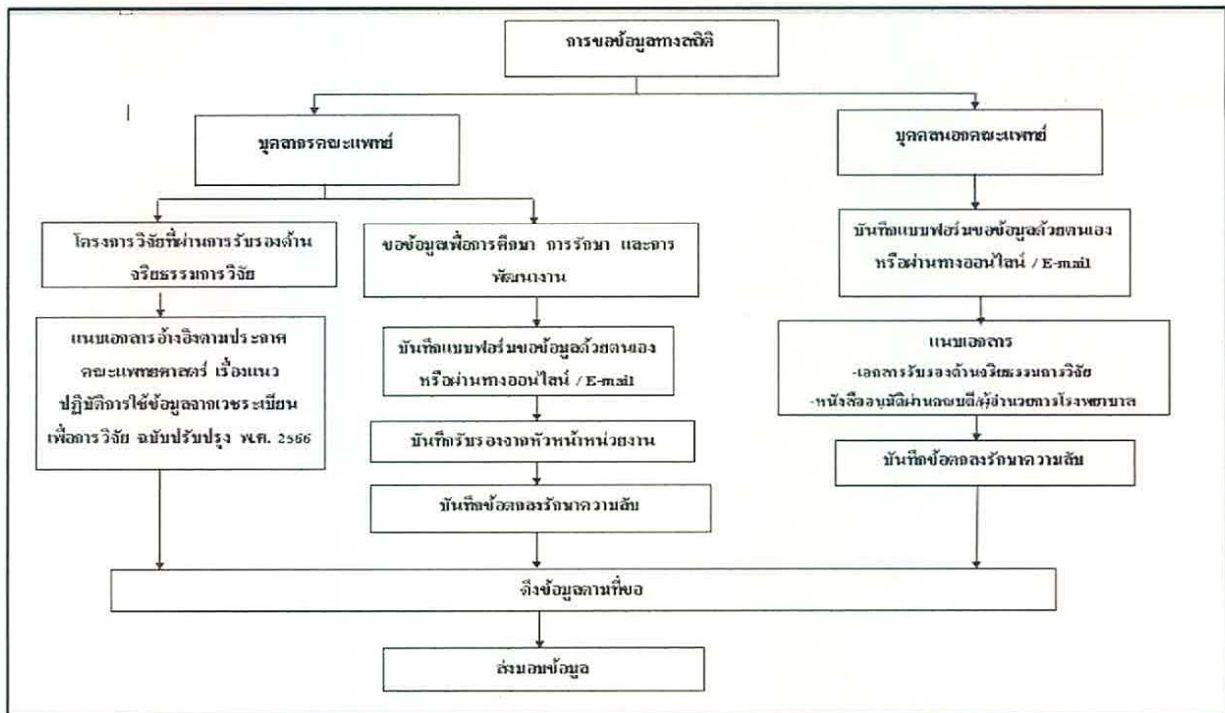 การขอข้อมูลทางสถิติ
บุคลากรคณะแพทย์
บุคคลนอกคณะแพทย์
โครงการวิจัยที่ผ่านการรับรองด้าน
จริยธรรมการวิจัย
ขอข้อมูลเพื่อการศึกษา การรักษา และการ
พัฒนางาน
บันทึกแบบฟอร์มขอข้อมูลด้วยตนเอง
หรือผ่านทางออนไลน์ / E-mail
แนบเอกสารอ้างอิงตามประกาศ
คณะแพทยศาสตร์ เรื่องแนว
ปฏิบัติการใช้ข้อมูลจากเวชระเบียน
เพื่อการวิจัย ฉบับปรับปรุง พ.ศ. 2566
บันทึกแบบฟอร์มขอข้อมูลด้วยตนเอง
หรือผ่านทางออนไลน์ / E-mail
แนบเอกสาร
-เอกสารรับรองด้านจริยธรรมการวิจัย
-หนังสืออนุมัติผ่านคณบดี/ผู้อำนวยการโรงพยาบาล
บันทึกรับรองจากหัวหน้าหน่วยงาน
บันทึกข้อตกลงรักษาความลับ
บันทึกข้อตกลงรักษาความลับ
ดึงข้อมูลตามที่ขอ
ส่งมอบข้อมูล